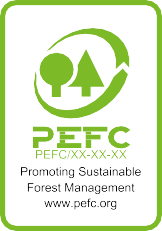 PEFC
PEFC/XX-XX-XX
Promoting Sustainable
Forest Management
www.pefc.org